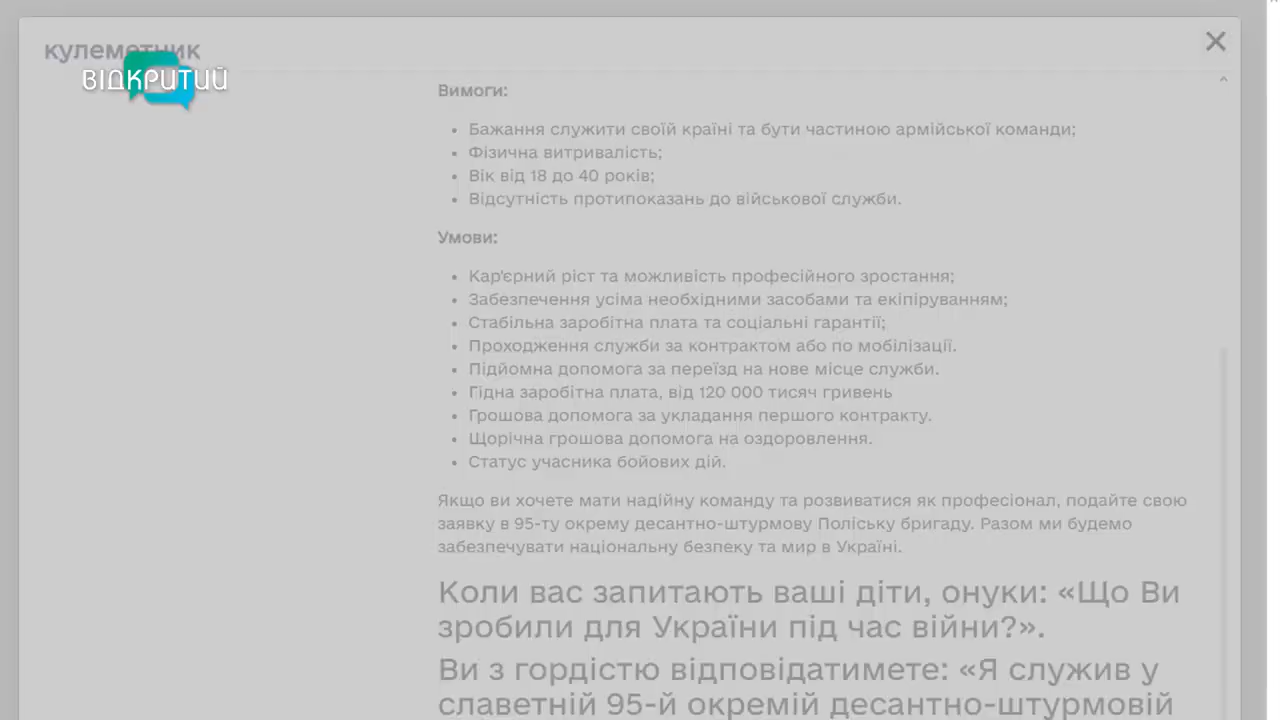 кулеметник
ВІДКРИТИЙ
Вимоги:
Бажання служити своїй країні та бути частиною армійської команди;
Фізична витривалість;
Вік від 18 до 40 років;
Відсутність протипоказань до військової служби.
Умови:
Кар'єрний ріст та можливість професійного зростання;
Забезпечення усіма необхідними засобами та екіпіруванням;
Стабільна заробітна плата та соціальні гарантії;
Проходження служби за контрактом або по мобілізації.
Підйомна допомога за переїзд на нове місце служби.
Гідна заробітна плата, від 120 000 тисяч гривень
Грошова допомога за укладання першого контракту.
Щорічна грошова допомога на оздоровлення.
Статус учасника бойових дій.
Якщо ви хочете мати надійну команду та розвиватися як професіонал, подайте свою
заявку в 95-ту окрему десантно-штурмову Поліську бригаду. Разом ми будемо
забезпечувати національну безпеку та мир в Україні.
Коли вас запитають ваші діти, онуки: «Що Ви
зробили для України під час війни?».
Ви з гордістю відповідатимете: «Я служив у
славетній 95-й окремій десантно-штурмовій